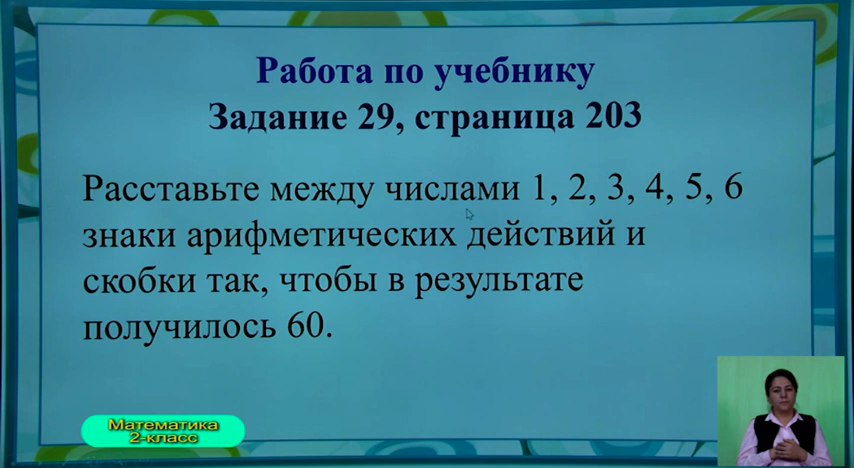 Работа по учебнику
Задание 29, страница 203
Расставьте между числами 1, 2, 3, 4, 5, 6
знаки арифметических действий и
скобки так, чтобы в результате
получилось 60.
Математика
2-класс